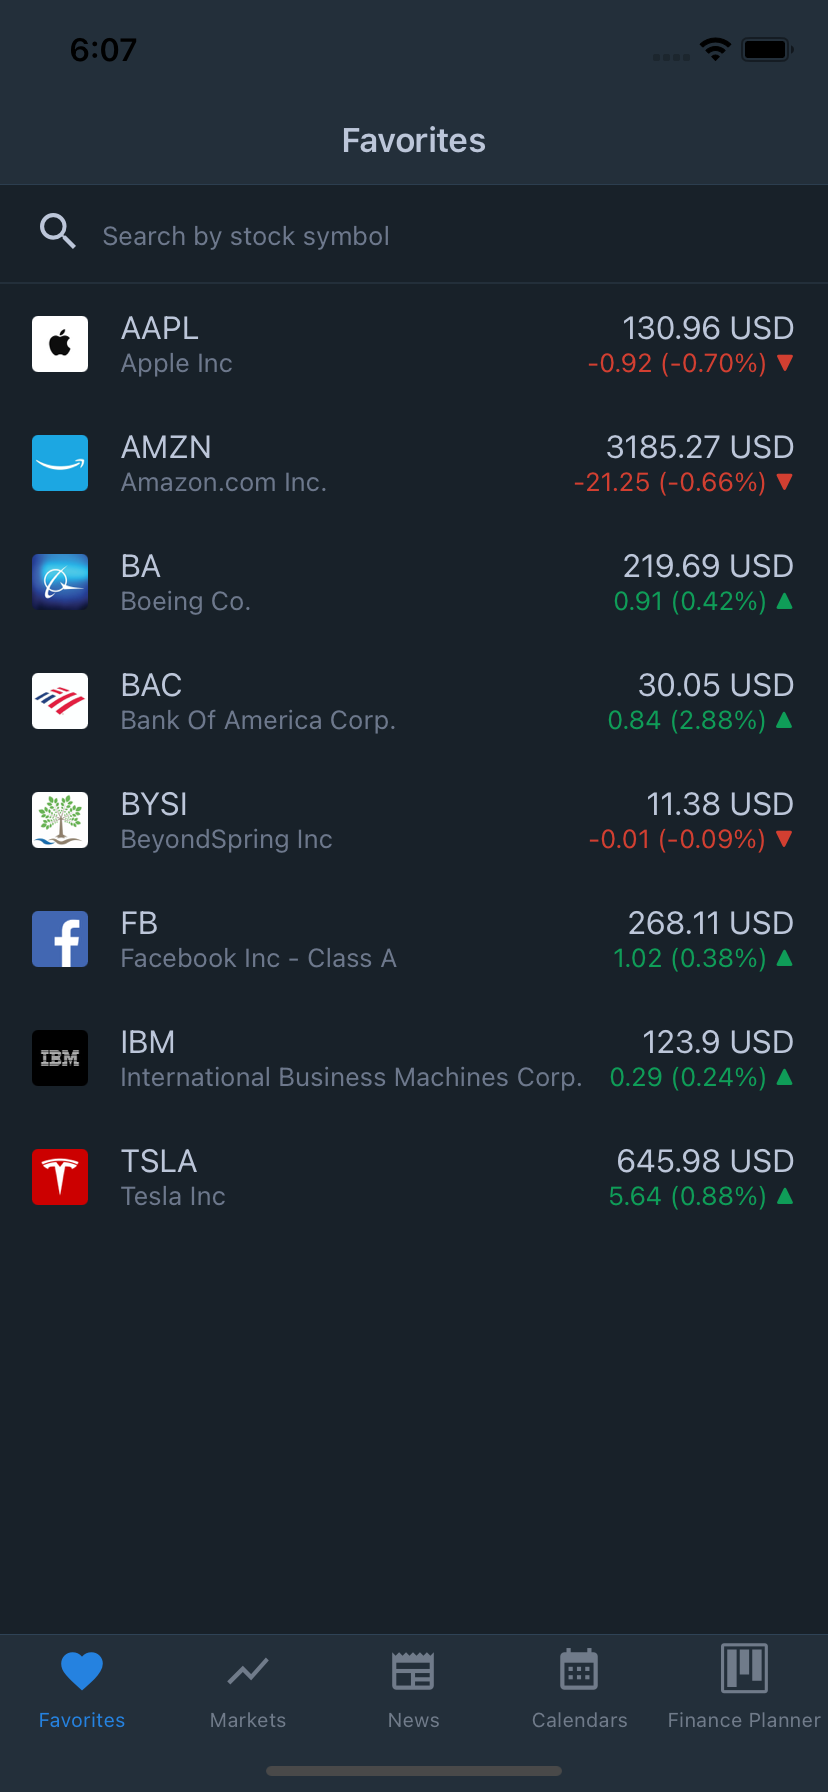 6:07
Favorites
Search by stock symbol
AAPL 130.96 USD
Apple Inc -0.92 (-0.70%) ▼
AMZN 3185.27 USD
Amazon.com Inc. -21.25 (-0.66%) ▼
BA 219.69 USD
Boeing Co. 0.91 (0.42%) ▲
BAC 30.05 USD
Bank Of America Corp. 0.84 (2.88%) ▲
BYSI 11.38 USD
BeyondSpring Inc -0.01 (-0.09%) ▼
FB 268.11 USD
Facebook Inc - Class A 1.02 (0.38%) ▲
IBM 123.9 USD
IBM
International Business Machines Corp. 0.29 (0.24%) ▲
TSLA 645.98 USD
Tesla Inc 5.64 (0.88%) ▲
Favorites Markets News Calendars Finance Planner